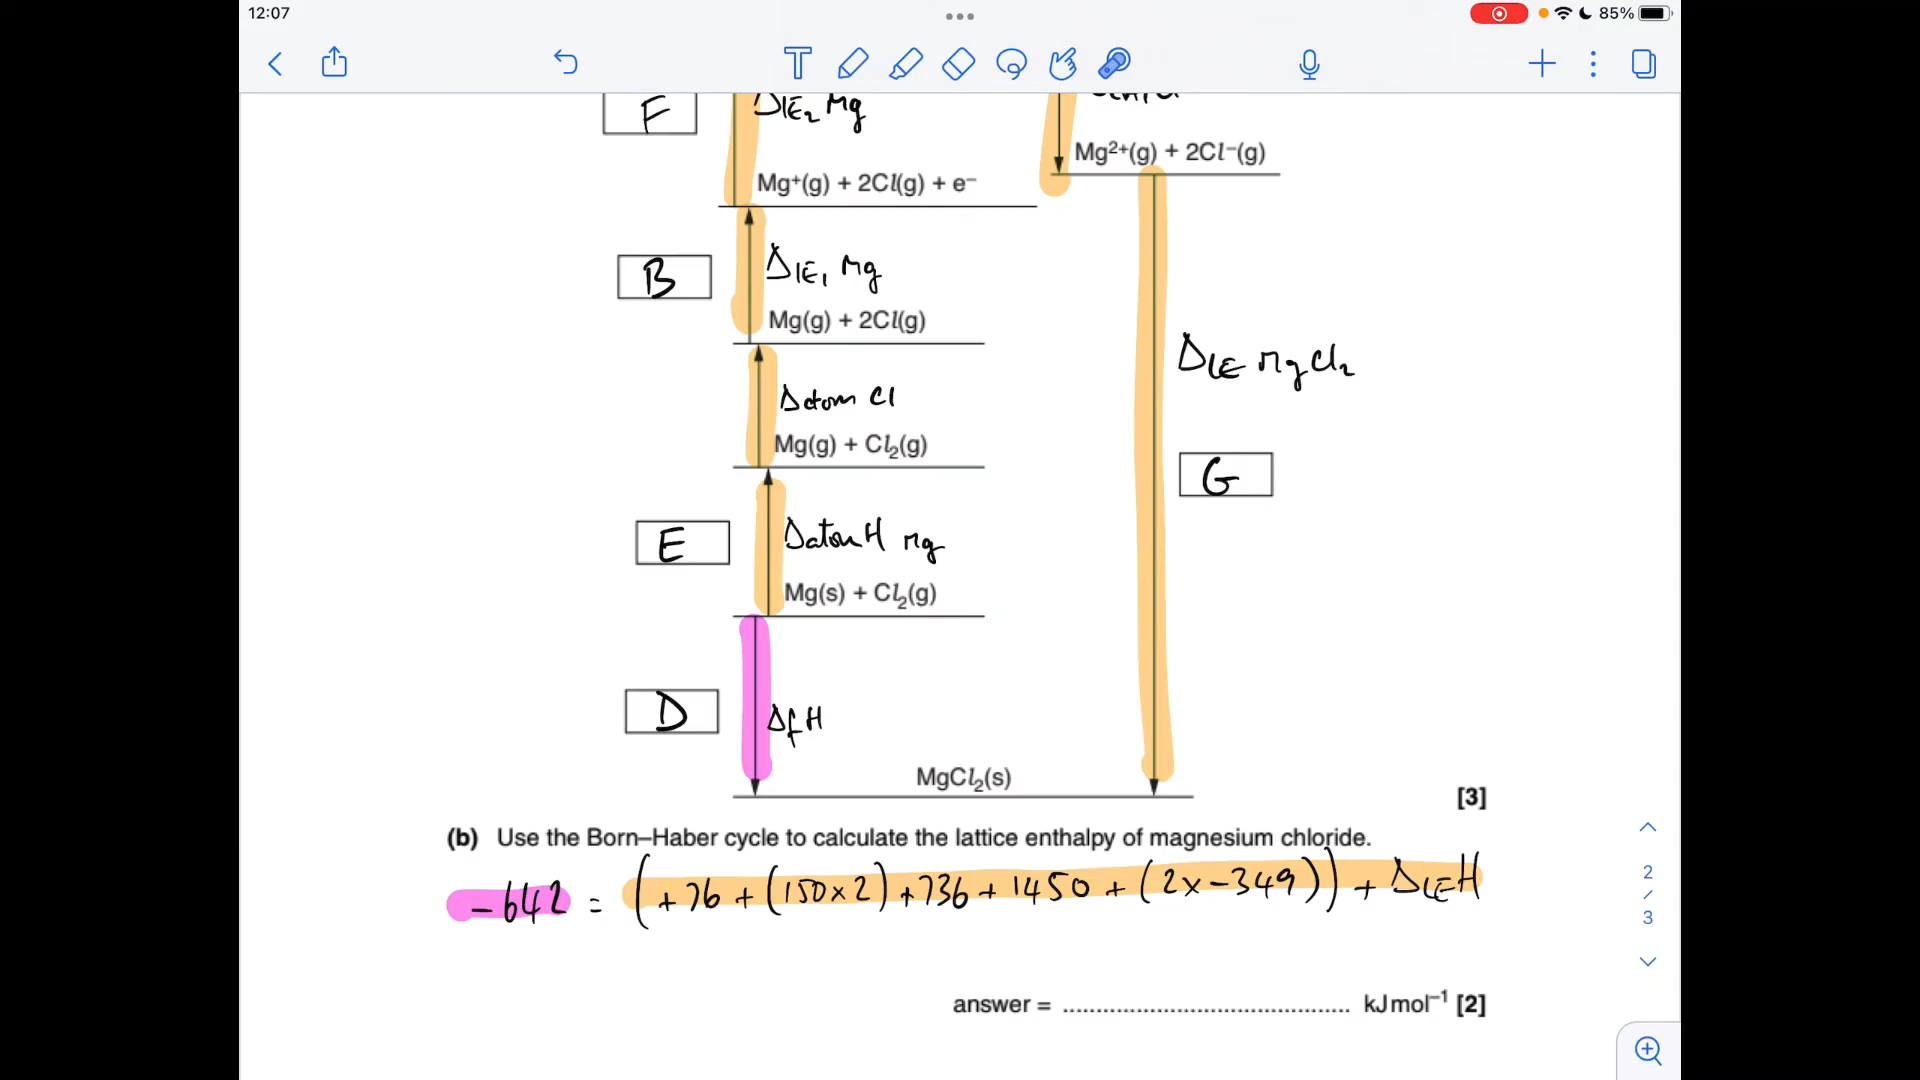 12:07
85%
F
ΔIE₂ Mg
Mg²⁺(g) + 2Cl⁻(g)
Mg⁺(g) + 2Cl(g) + e⁻
B
ΔIE₁ Mg
Mg(g) + 2Cl(g)
ΔLE MgCl₂
Δatom Cl
Mg(g) + Cl₂(g)
G
E
ΔatomH Mg
Mg(s) + Cl₂(g)
D
ΔfH
MgCl₂(s)
[3]
(b) Use the Born–Haber cycle to calculate the lattice enthalpy of magnesium chloride.
-642 = (+76 + (150×2) + 736 + 1450 + (2x-349)) + ΔLEH
2
/
3
answer = .......................................... kJ mol⁻¹ [2]